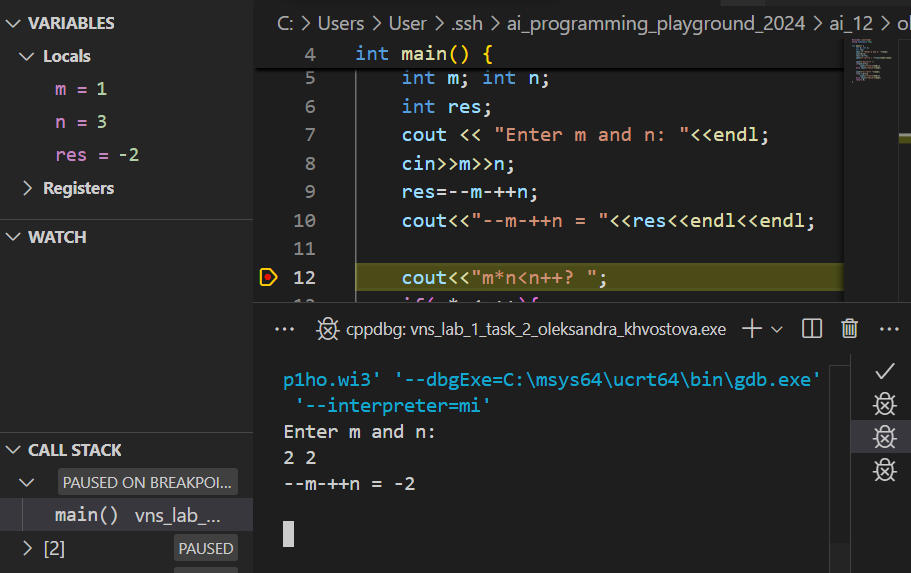 VARIABLES
Locals
m = 1
n = 3
res = -2
Registers
WATCH
CALL STACK
PAUSED ON BREAKPOI...
main() vns_lab_...
[2] PAUSED
C: > Users > User > .ssh > ai_programming_playground_2024 > ai_12 > ol
4 int main() {
5 int m; int n;
6 int res;
7 cout << "Enter m and n: "<<endl;
8 cin>>m>>n;
9 res=--m-++n;
10 cout<<"--m-++n = "<<res<<endl<<endl;
11
12 cout<<"m*n<n++? ";
... cppdbg: vns_lab_1_task_2_oleksandra_khvostova.exe ...
p1ho.wi3' '--dbgExe=C:\msys64\ucrt64\bin\gdb.exe'
'--interpreter=mi'
Enter m and n:
2 2
--m-++n = -2